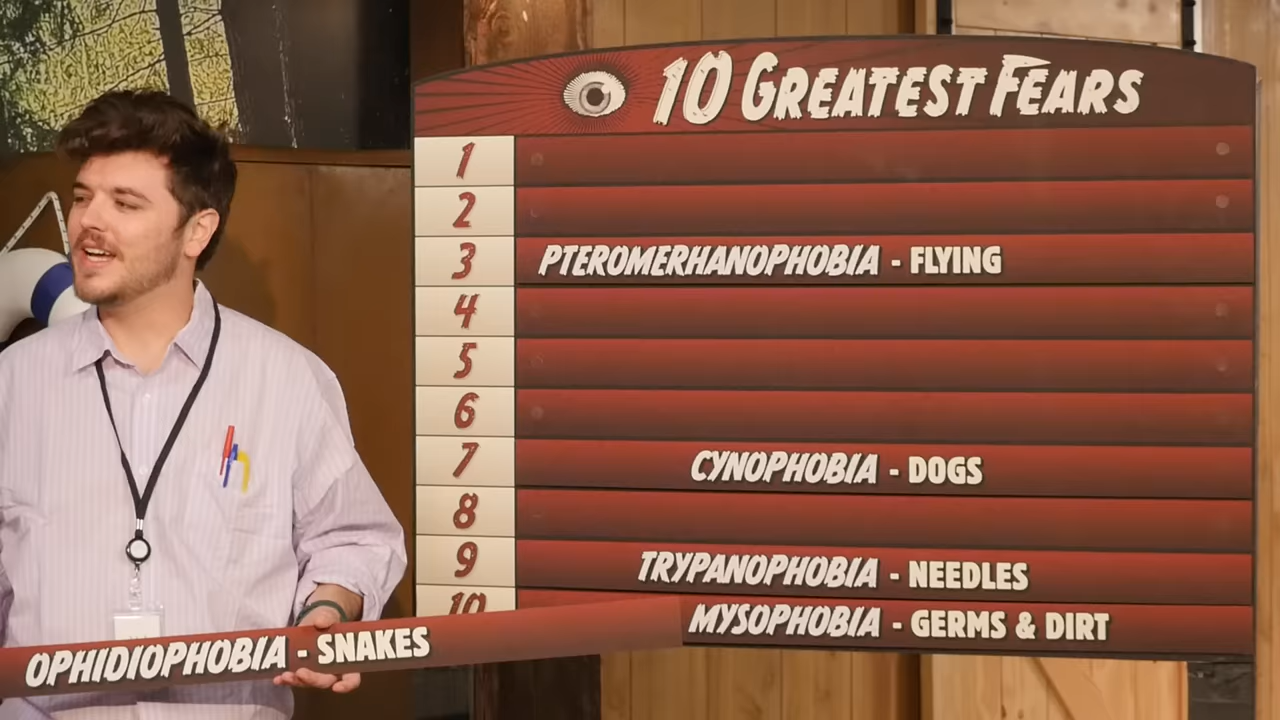 10 GREATEST FEARS
1
2
3 PTEROMERHANOPHOBIA - FLYING
4
5
6
7 CYNOPHOBIA - DOGS
8
9 TRYPANOPHOBIA - NEEDLES
10 MYSOPHOBIA - GERMS & DIRT
OPHIDIOPHOBIA - SNAKES